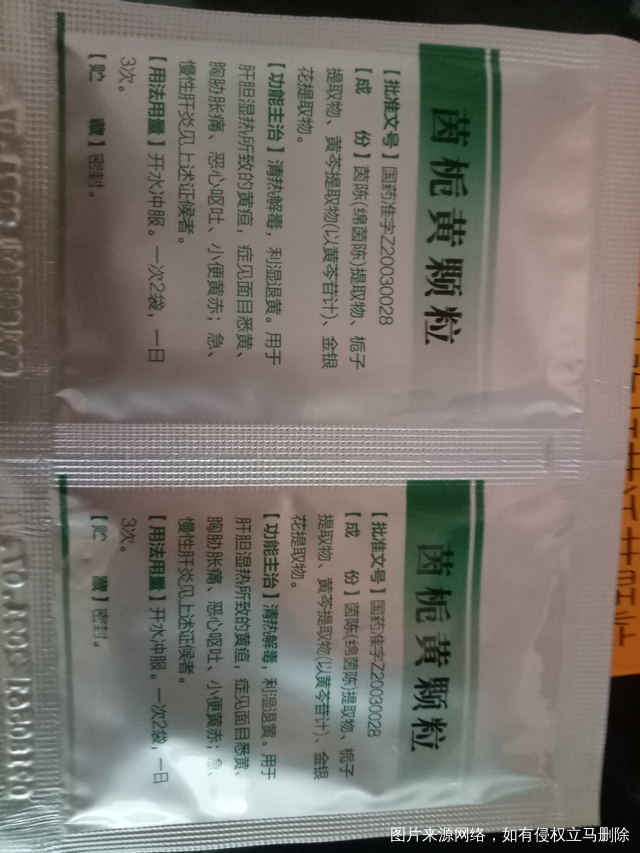 茵栀黄颗粒
【批准文号】国药准字Z20030028
【成 份】茵陈(绵茵陈)提取物、栀子
提取物、黄芩提取物(以黄芩苷计)、金银
花提取物。
【功能主治】清热解毒，利湿退黄。用于
肝胆湿热所致的黄疸，症见面目悉黄、
胸胁胀痛、恶心呕吐、小便黄赤；急、
慢性肝炎见上述证候者。
【用法用量】开水冲服。一次2袋，一日
3次。
【贮 藏】密封。
茵栀黄颗粒
【批准文号】国药准字Z20030028
【成 份】茵陈(绵茵陈)提取物、栀子
提取物、黄芩提取物(以黄芩苷计)、金银
花提取物。
【功能主治】清热解毒，利湿退黄。用于
肝胆湿热所致的黄疸，症见面目悉黄、
胸胁胀痛、恶心呕吐、小便黄赤；急、
慢性肝炎见上述证候者。
【用法用量】开水冲服。一次2袋，一日
3次。
【贮 藏】密封。
图片来源网络，如有侵权立马删除